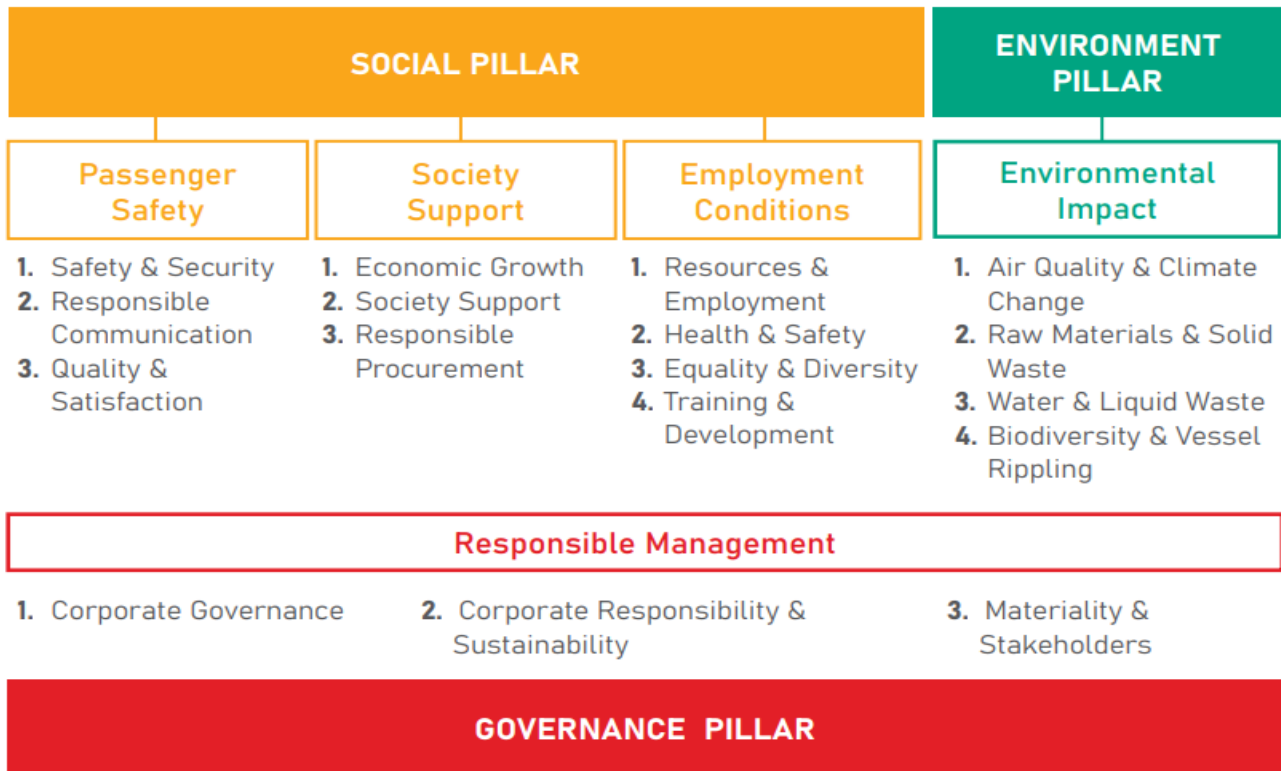 SOCIAL PILLAR
ENVIRONMENT
PILLAR
Passenger
Safety
1. Safety & Security
2. Responsible
Communication
3. Quality &
Satisfaction
Society
Support
1. Economic Growth
2. Society Support
3. Responsible
Procurement
Employment
Conditions
1. Resources &
Employment
2. Health & Safety
3. Equality & Diversity
4. Training &
Development
Environmental
Impact
1. Air Quality & Climate
Change
2. Raw Materials & Solid
Waste
3. Water & Liquid Waste
4. Biodiversity & Vessel
Rippling
Responsible Management
1. Corporate Governance
2. Corporate Responsibility &
Sustainability
3. Materiality &
Stakeholders
GOVERNANCE PILLAR